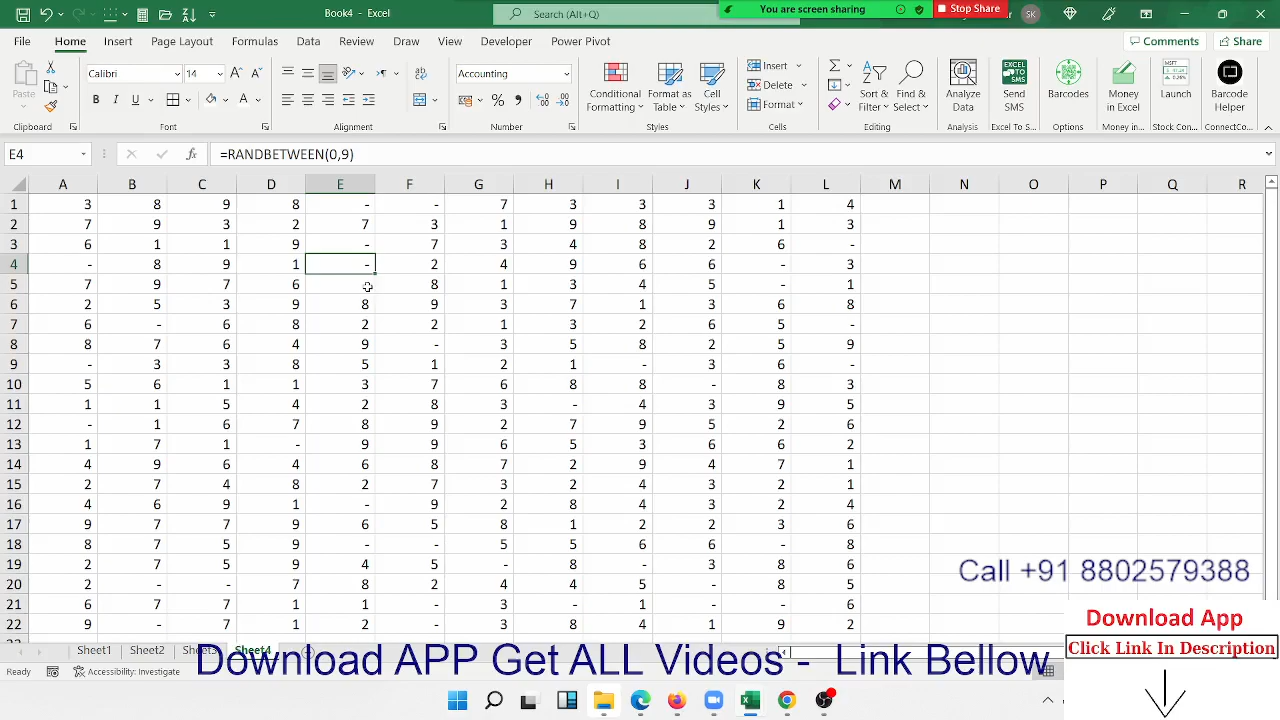 Book4 - Excel
Search (Alt+Q)
You are screen sharing
Stop Share
SK
File Home Insert Page Layout Formulas Data Review Draw View Developer Power Pivot
Comments Share
Paste
Calibri 14
Accounting
Conditional Formatting
Format as Table
Cell Styles
Insert
Delete
Format
Sort & Filter
Find & Select
Analyze Data
Send SMS
Barcodes
Money in Excel
Launch
Barcode Helper
Clipboard Font Alignment Number Styles Cells Editing Analysis Excel To S... Options Money in... Stock Con... ConnectCo...
E4 =RANDBETWEEN(0,9)
A B C D E F G H I J K L M N O P Q R
1 3 8 9 8 - - 7 3 3 3 1 4
2 7 9 3 2 7 3 1 9 8 9 1 3
3 6 1 1 9 - 7 3 4 8 2 6 -
4 - 8 9 1 - 2 4 9 6 6 - 3
5 7 9 7 6 8 1 3 4 5 - 1
6 2 5 3 9 8 9 3 7 1 3 6 8
7 6 - 6 8 2 2 1 3 2 6 5 -
8 8 7 6 4 9 - 3 5 8 2 5 9
9 - 3 3 8 5 1 2 1 - 3 6 -
10 5 6 1 1 3 7 6 8 8 - 8 3
11 1 1 5 4 2 8 3 - 4 3 9 5
12 - 1 6 7 8 9 2 7 9 5 2 6
13 1 7 1 - 9 9 6 5 3 6 6 2
14 4 9 6 4 6 8 7 2 9 4 7 1
15 2 7 4 8 2 7 3 2 4 3 2 1
16 4 6 9 1 - 9 2 8 4 3 2 4
17 9 7 7 9 6 5 8 1 2 2 3 6
18 8 7 5 9 - - 5 5 6 6 - 8
19 2 7 5 9 4 5 - 8 - 3 8 6
20 2 - - 7 8 2 4 4 5 - 8 5
21 6 7 7 1 1 - 3 - 1 - - 6
22 9 - 7 1 2 - 3 8 4 1 9 2
Call +91 8802579388
Download App
Click Link In Description
Sheet1 Sheet2 Sheet3 Sheet4
Download APP Get ALL Videos - Link Bellow
Ready Accessibility: Investigate